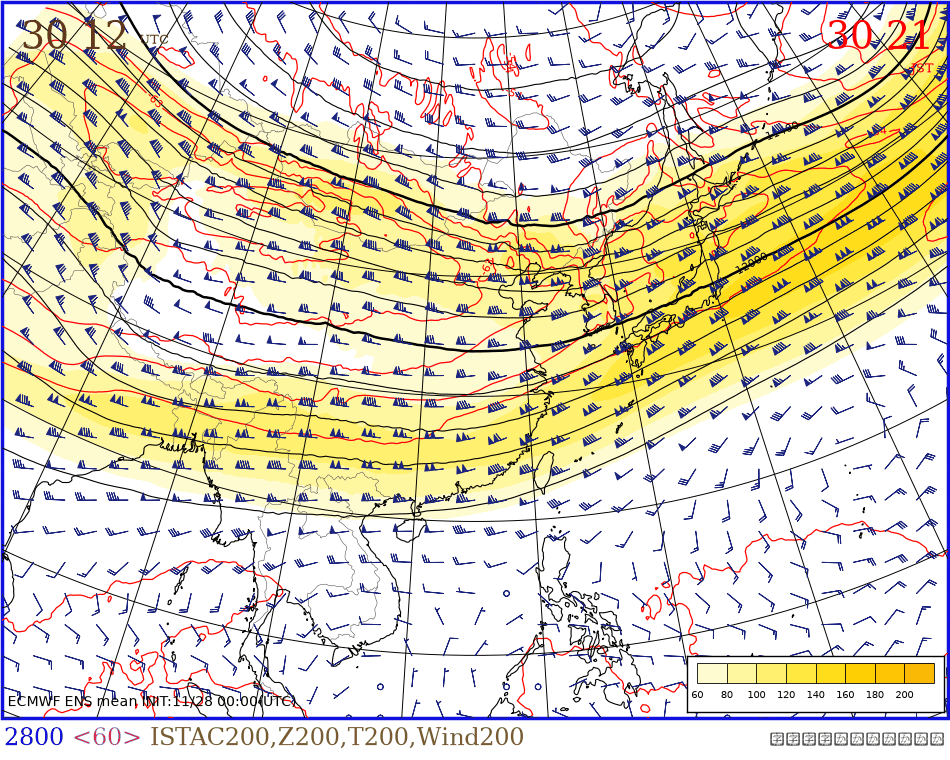 30 12 UTC 30 21
JST
12000
ECMWF ENS mean, INIT:11/28 00:00(UTC)
60 80 100 120 140 160 180 200
2800 <60> ISTAC200,Z200,T200,Wind200